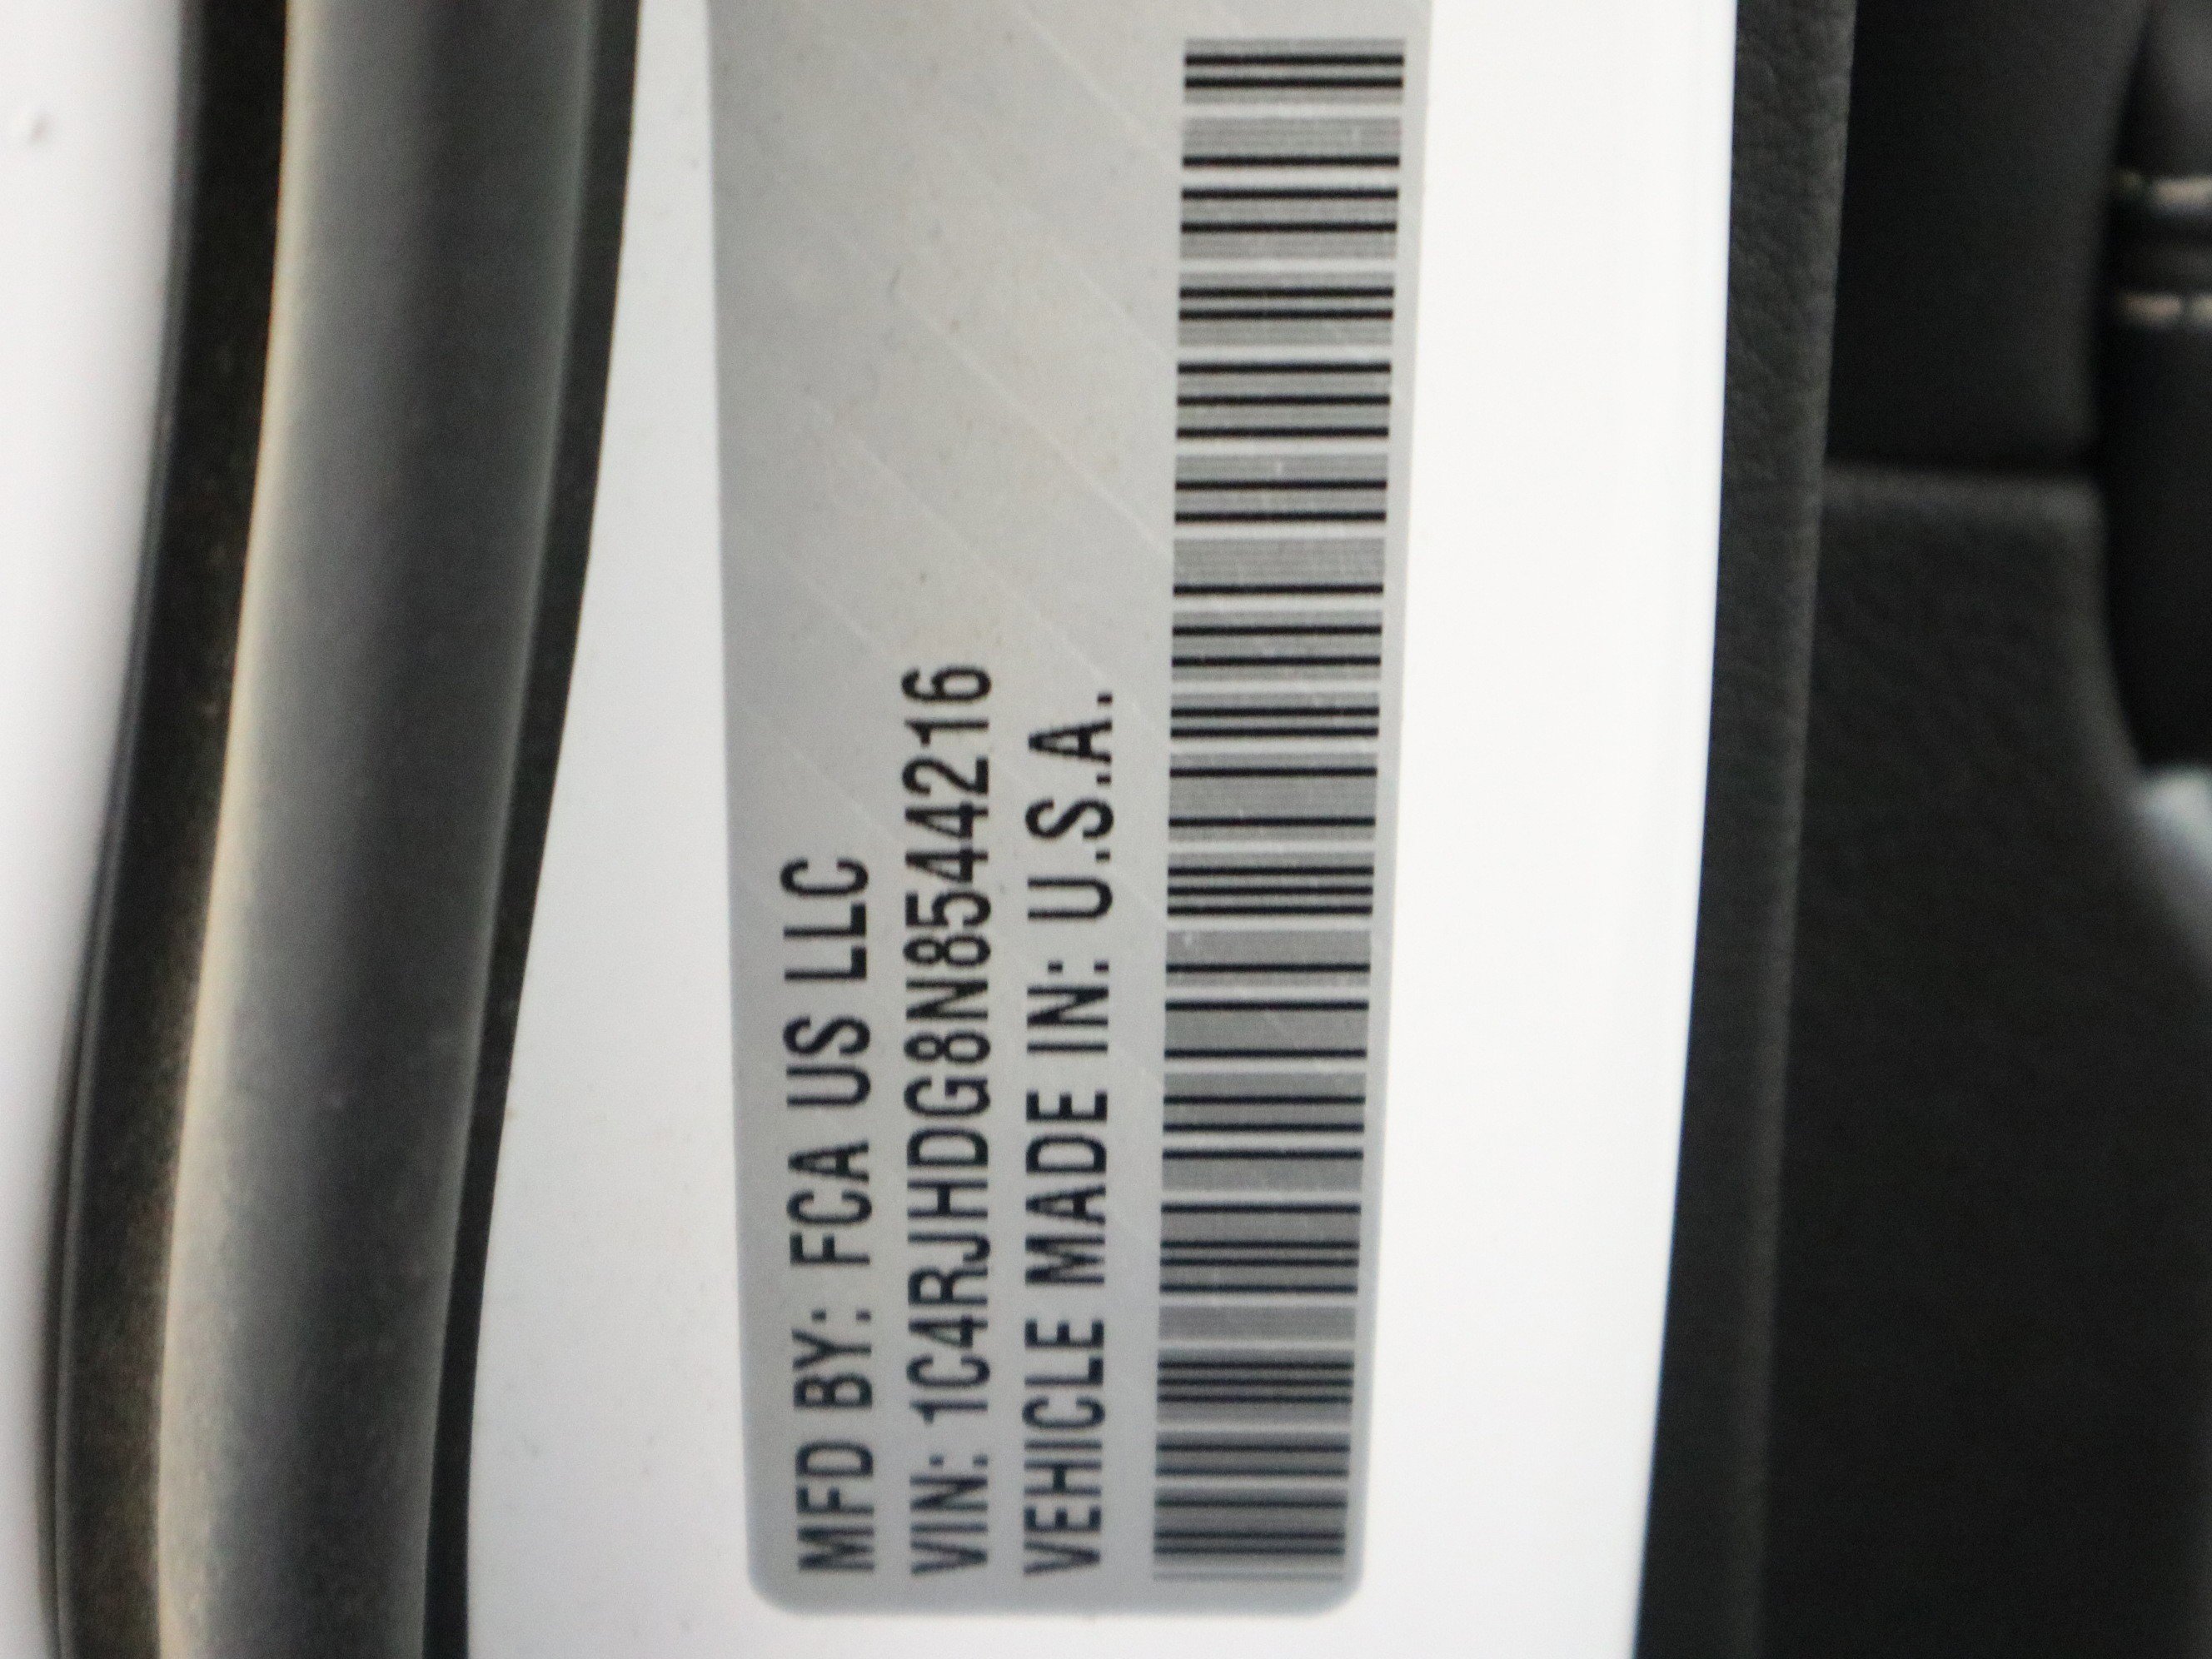 MFD BY: FCA US LLC
VIN: 1C4RJHDG8N8544216
VEHICLE MADE IN: U.S.A.